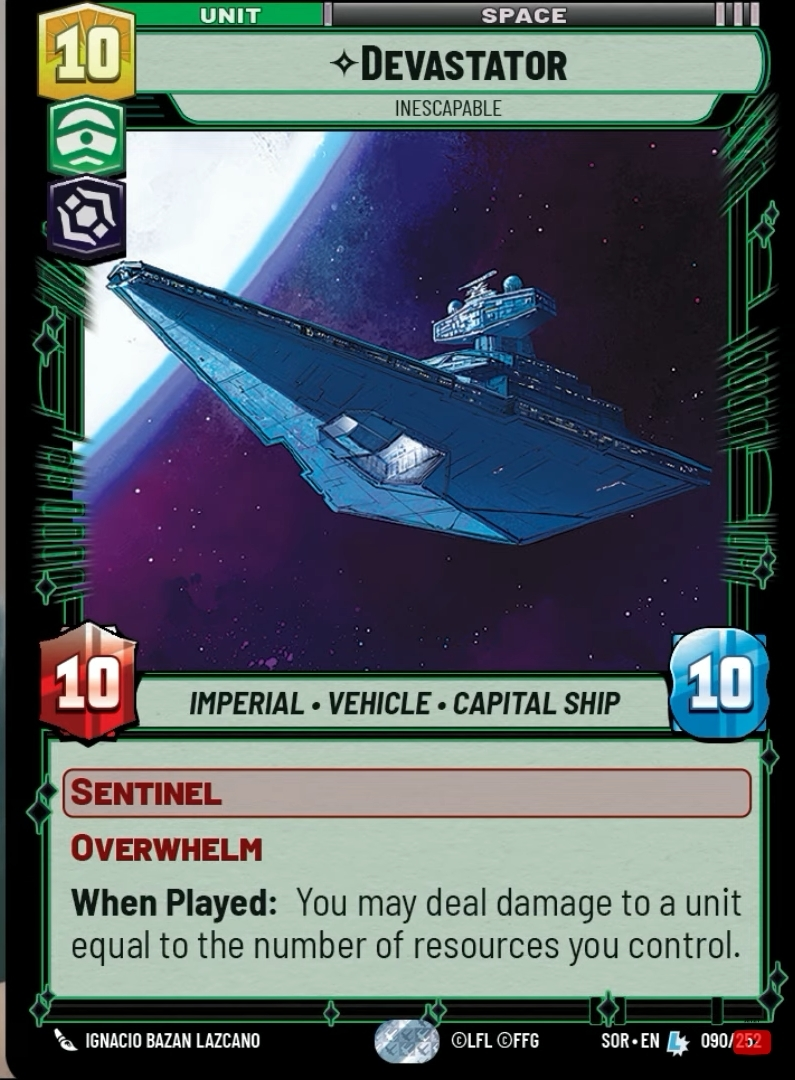 UNIT SPACE
10
DEVASTATOR
INESCAPABLE
10
IMPERIAL • VEHICLE • CAPITAL SHIP
10
SENTINEL
OVERWHELM
When Played: You may deal damage to a unit
equal to the number of resources you control.
IGNACIO BAZAN LAZCANO ©LFL ©FFG SOR • EN L 090/252